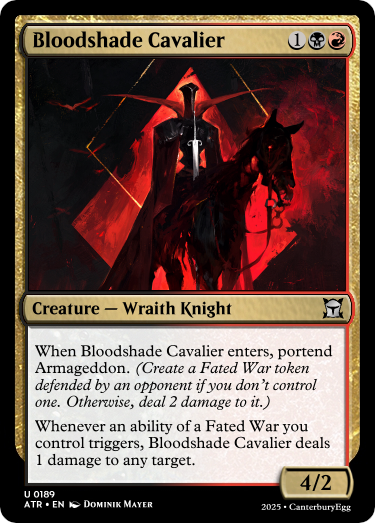 Bloodshade Cavalier 1
Creature — Wraith Knight
When Bloodshade Cavalier enters, portend
Armageddon. (Create a Fated War token
defended by an opponent if you don't control
one. Otherwise, deal 2 damage to it.)
Whenever an ability of a Fated War you
control triggers, Bloodshade Cavalier deals
1 damage to any target.
4/2
U 0189
ATR • EN Dominik Mayer
2025 • CanterburyEgg